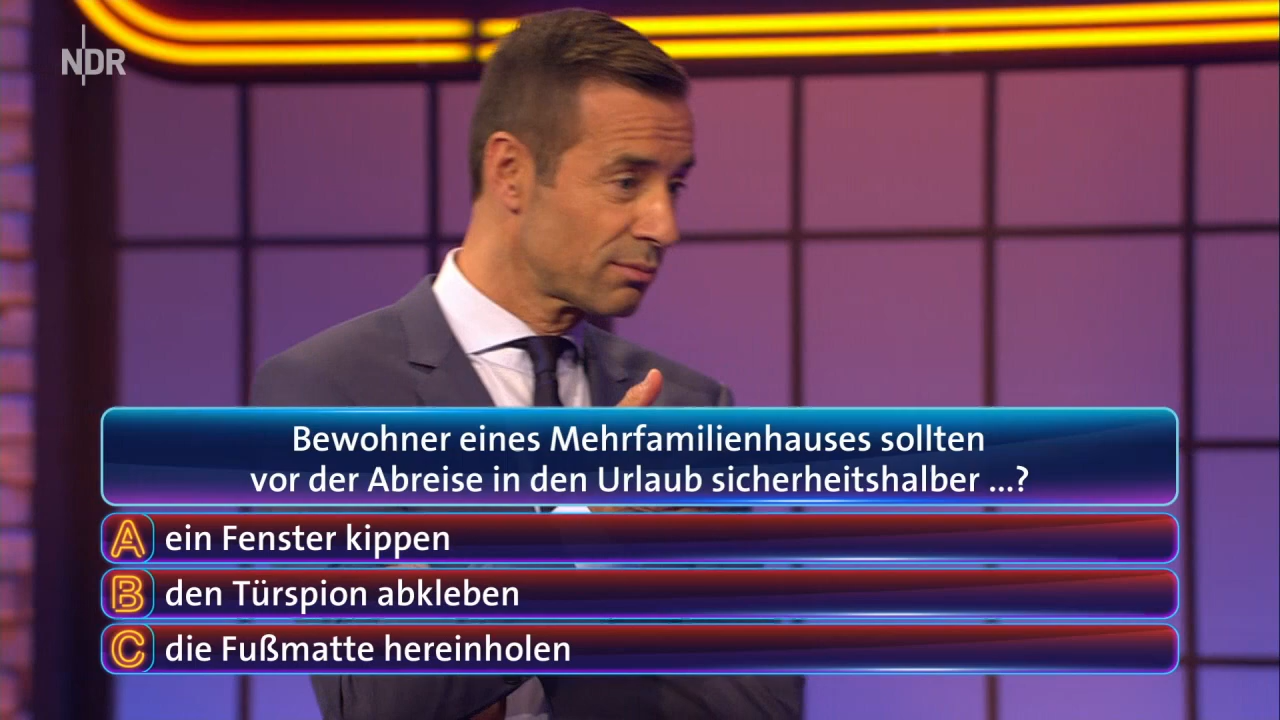 NDR
Bewohner eines Mehrfamilienhauses sollten
vor der Abreise in den Urlaub sicherheitshalber ...?
A ein Fenster kippen
B den Türspion abkleben
C die Fußmatte hereinholen